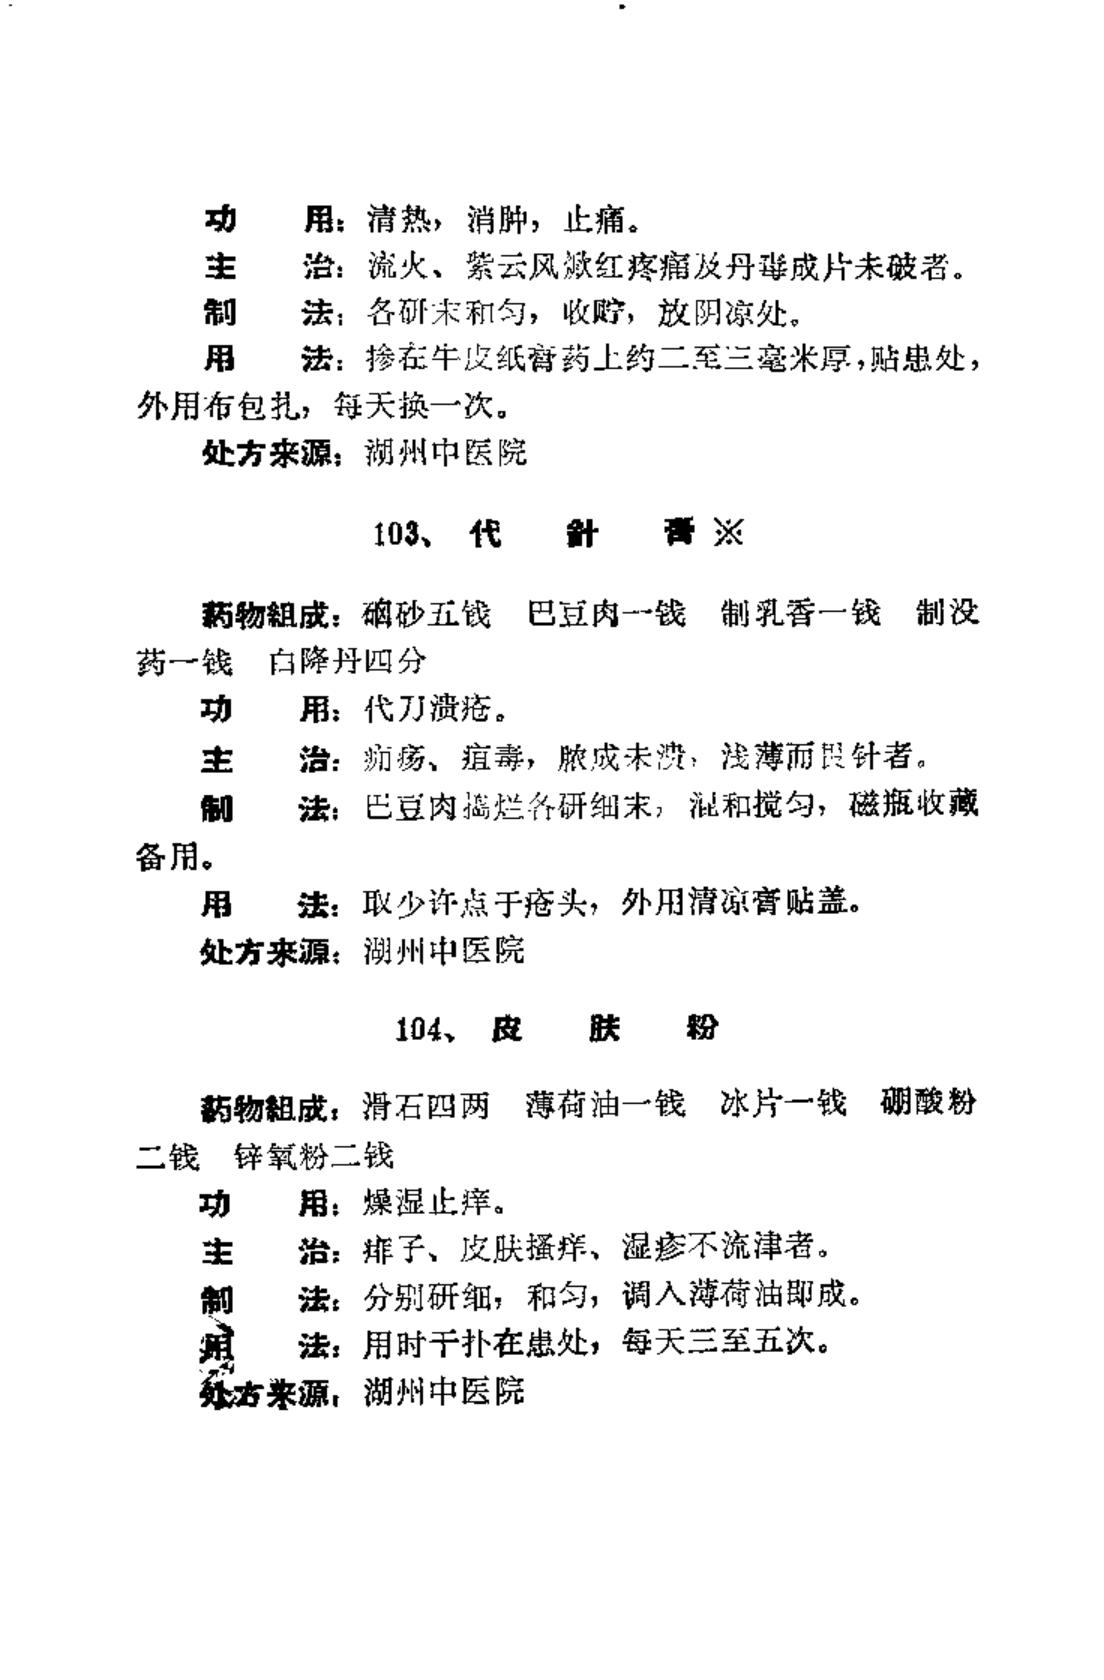 功　　用：清热，消肿，止痛。
主　　治：流火、紫云风焮红疼痛及丹毒成片未破者。
制　　法：各研末和匀，收贮，放阴凉处。
用　　法：掺在牛皮纸膏药上约二至三毫米厚，贴患处，
外用布包扎，每天换一次。
处方来源：湖州中医院
103、代　針　膏※
药物組成：硇砂五钱　巴豆肉一钱　制乳香一钱　制没
药一钱　白降丹四分
功　　用：代刀溃疮。
主　　治：痈疡、疽毒，脓成未溃，浅薄而畏针者。
制　　法：巴豆肉捣烂各研细末，混和搅匀，磁瓶收藏
备用。
用　　法：取少许点于疮头，外用清凉膏贴盖。
处方来源：湖州中医院
104、皮　肤　粉
药物組成：滑石四两　薄荷油一钱　冰片一钱　硼酸粉
二钱　锌氧粉二钱
功　　用：燥湿止痒。
主　　治：痱子、皮肤搔痒、湿疹不流津者。
制　　法：分别研细，和匀，调入薄荷油即成。
用　　法：用时干扑在患处，每天三至五次。
处方来源：湖州中医院